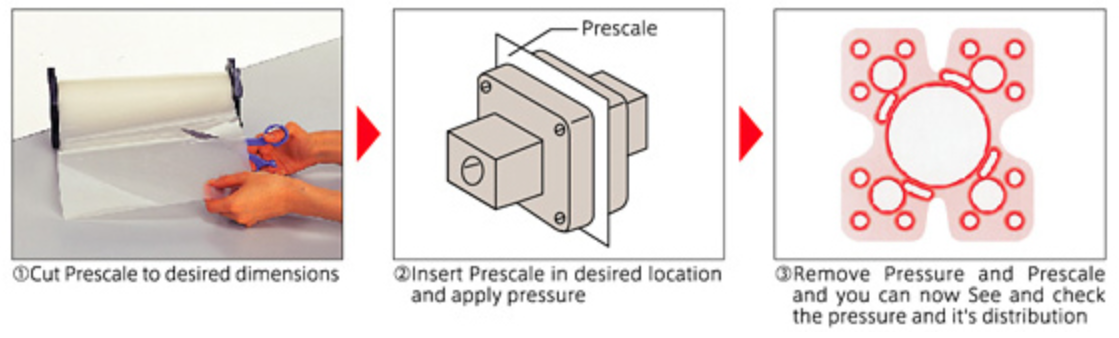 Prescale
①Cut Prescale to desired dimensions
②Insert Prescale in desired location
and apply pressure
③Remove Pressure and Prescale
and you can now See and check
the pressure and it's distribution